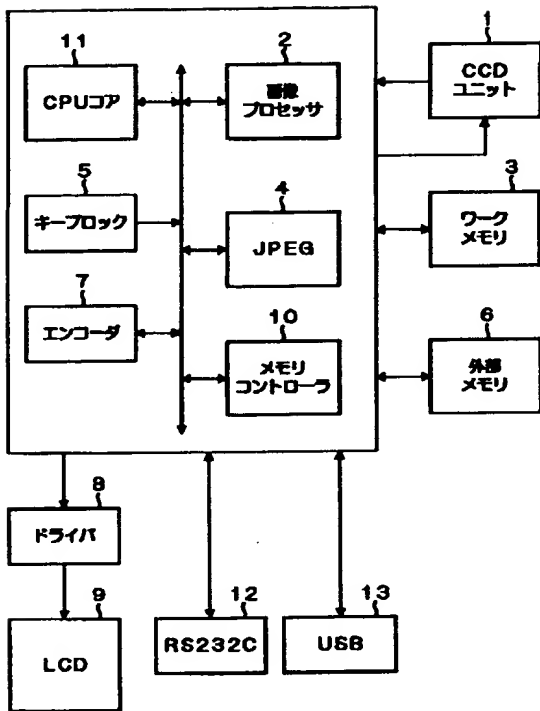 11
CPUコア
2
画像
プロセッサ
1
CCD
ユニット
5
キーブロック
4
JPEG
3
ワーク
メモリ
7
エンコーダ
10
メモリ
コントローラ
6
外部
メモリ
8
ドライバ
9
LCD
12
RS232C
13
USB